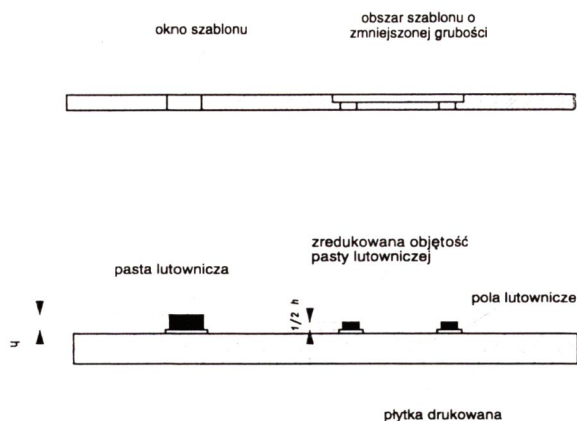 okno szablonu
obszar szablonu o
zmniejszonej grubości
zredukowana objętość
pasty lutowniczej
pasta lutownicza
pola lutownicze
h
1/2 h
płytka drukowana